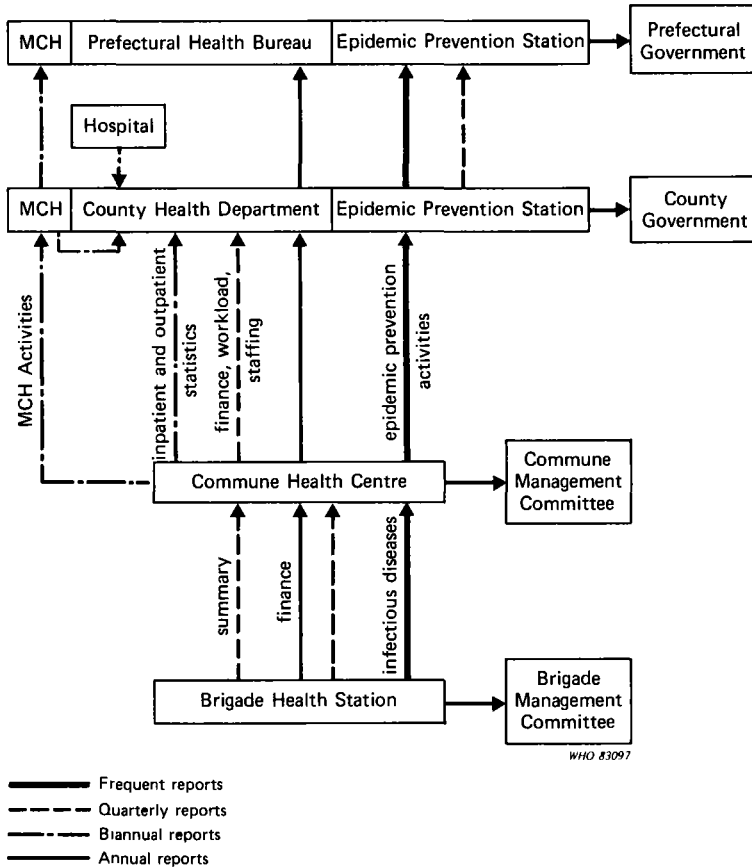 MCH
Prefectural Health Bureau
Epidemic Prevention Station
Prefectural
Government
Hospital
MCH
County Health Department
Epidemic Prevention Station
County
Government
MCH Activities
inpatient and outpatient
statistics
finance, workload,
staffing
epidemic prevention
activities
Commune Health Centre
Commune
Management
Committee
summary
finance
infectious diseases
Brigade Health Station
Brigade
Management
Committee
WHO 83097
Frequent reports
Quarterly reports
Biannual reports
Annual reports